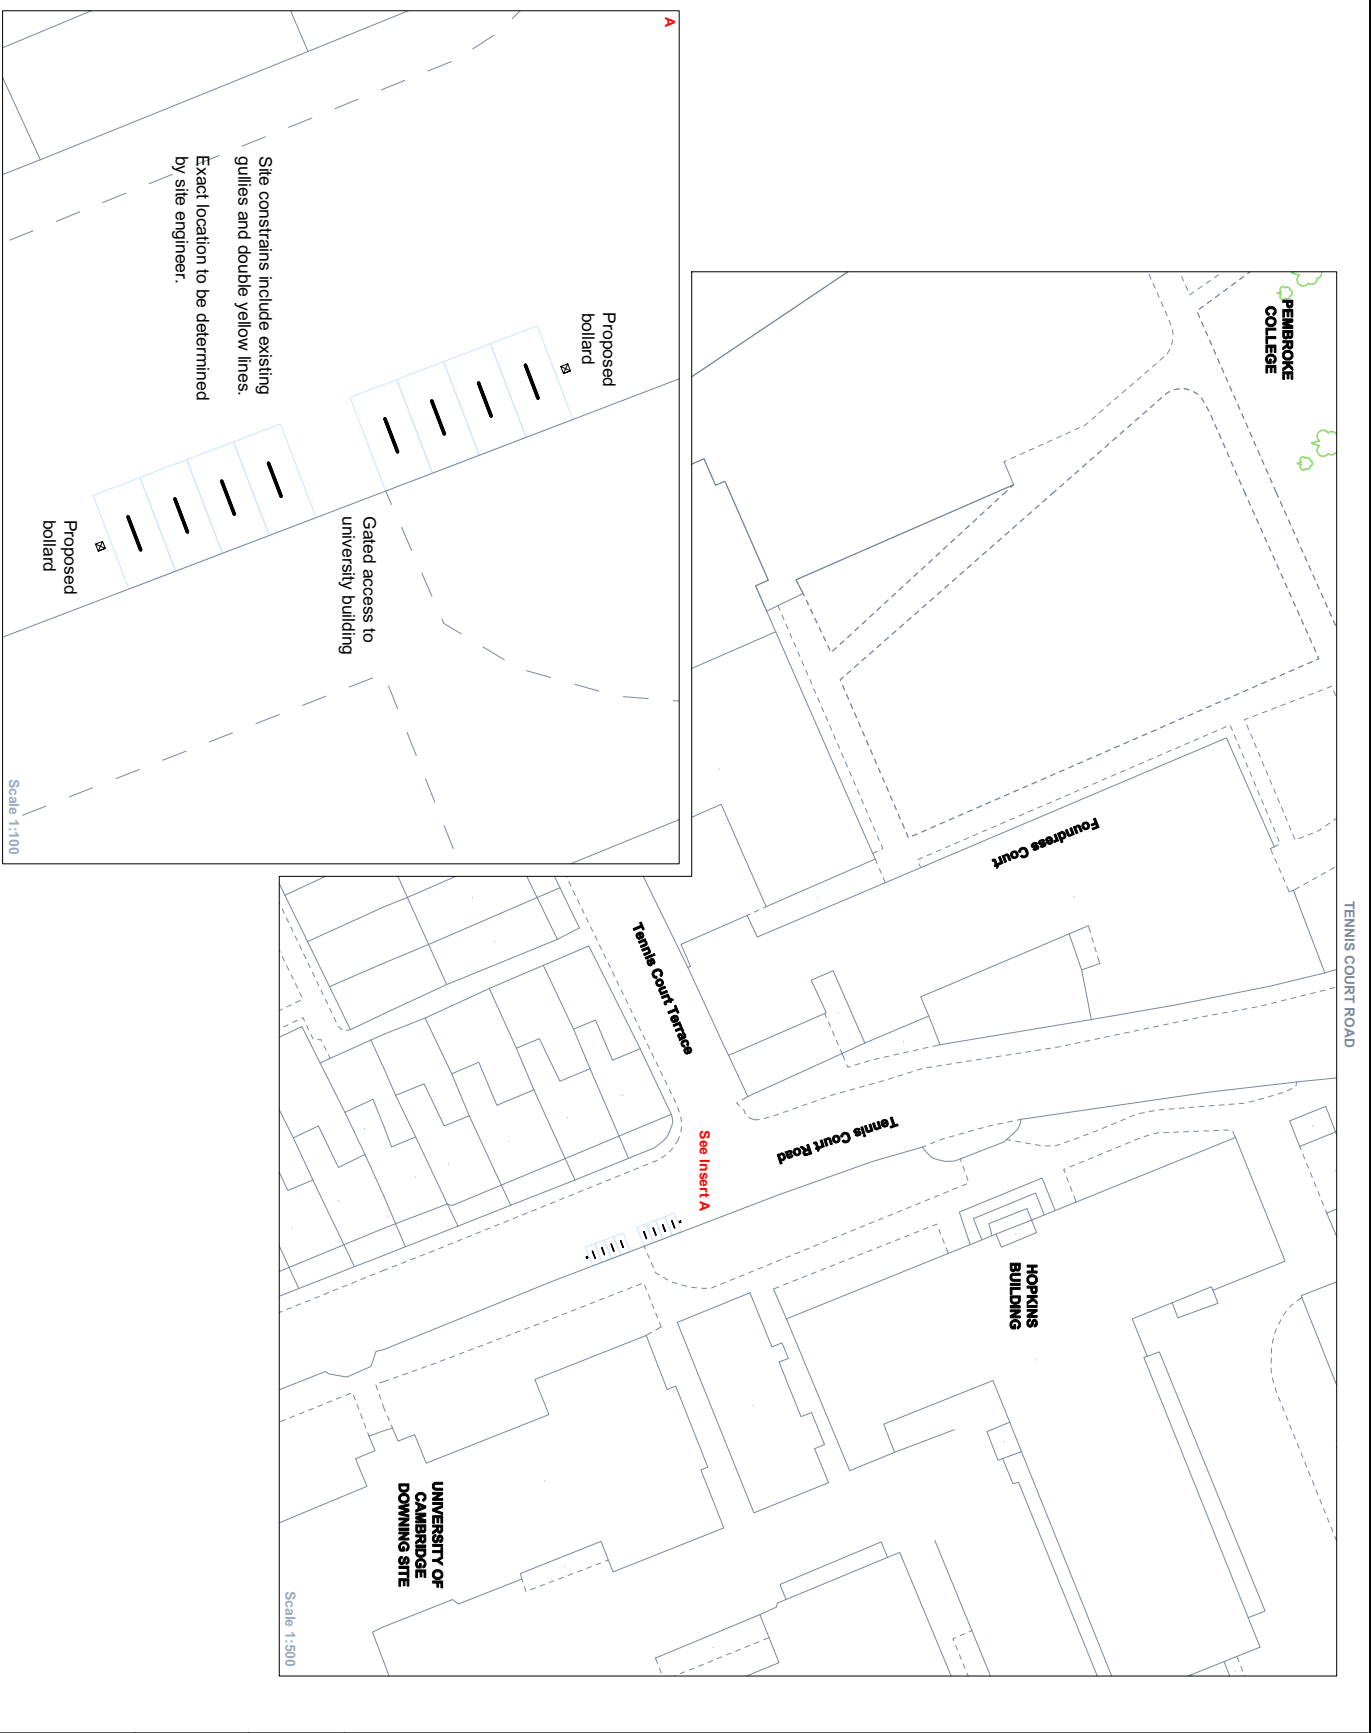 TENNIS COURT ROAD
PEMBROKE
COLLEGE
Foundress Court
Tennis Court Terrace
Tennis Court Road
See Insert A
HOPKINS
BUILDING
UNIVERSITY OF
CAMBRIDGE
DOWNING SITE
Scale 1:500
A
Proposed
bollard
Site constrains include existing
gullies and double yellow lines.
Exact location to be determined
by site engineer.
Gated access to
university building
Proposed
bollard
Scale 1:100